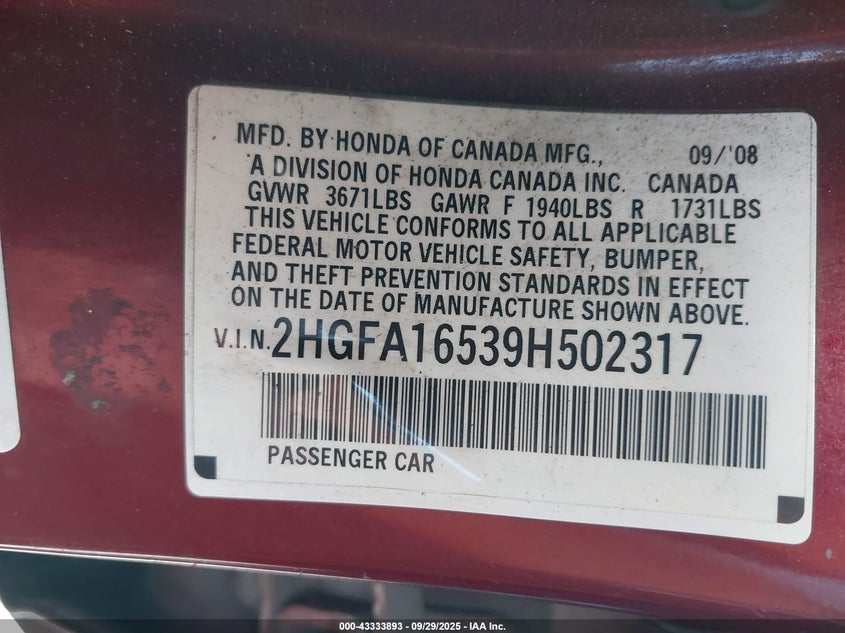 MFD. BY HONDA OF CANADA MFG., 09/'08
A DIVISION OF HONDA CANADA INC. CANADA
GVWR 3671LBS GAWR F 1940LBS R 1731LBS
THIS VEHICLE CONFORMS TO ALL APPLICABLE
FEDERAL MOTOR VEHICLE SAFETY, BUMPER,
AND THEFT PREVENTION STANDARDS IN EFFECT
ON THE DATE OF MANUFACTURE SHOWN ABOVE.
V.I.N. 2HGFA16539H502317
PASSENGER CAR
000-43333893 - 09/29/2025 - IAA Inc.